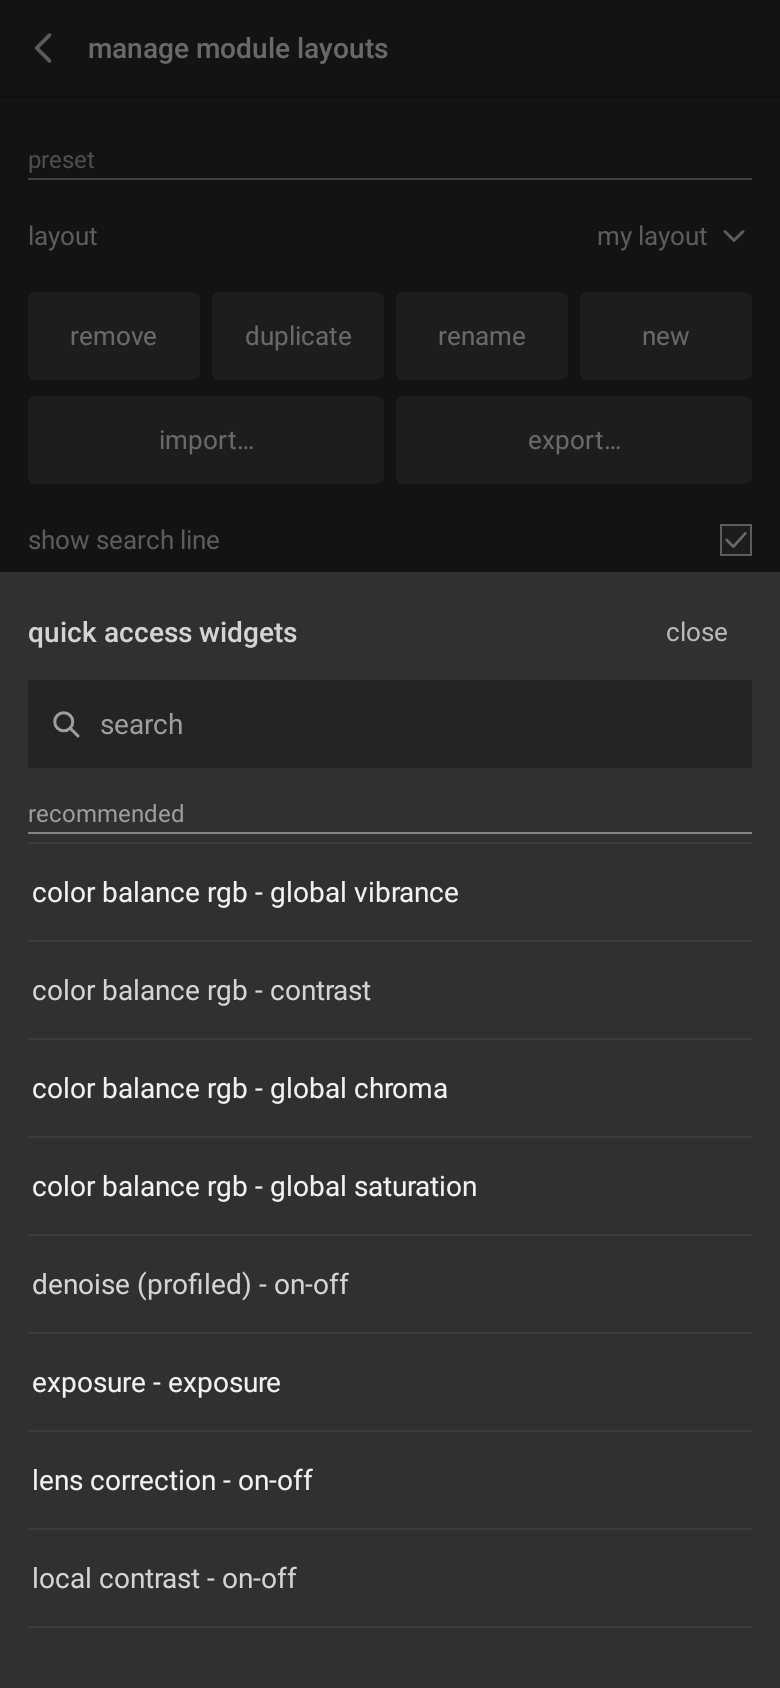 manage module layouts
preset
layout
my layout
remove
duplicate
rename
new
import...
export...
show search line
quick access widgets
close
search
recommended
color balance rgb - global vibrance
color balance rgb - contrast
color balance rgb - global chroma
color balance rgb - global saturation
denoise (profiled) - on-off
exposure - exposure
lens correction - on-off
local contrast - on-off